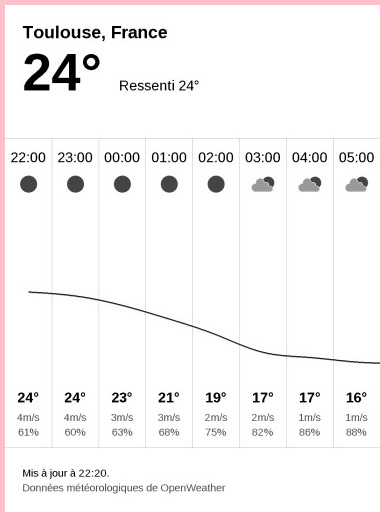 Toulouse, France
24° Ressenti 24°
22:00 23:00 00:00 01:00 02:00 03:00 04:00 05:00
24° 24° 23° 21° 19° 17° 17° 16°
4m/s 4m/s 3m/s 3m/s 2m/s 2m/s 1m/s 1m/s
61% 60% 63% 68% 75% 82% 86% 88%
Mis à jour à 22:20.
Données météorologiques de OpenWeather